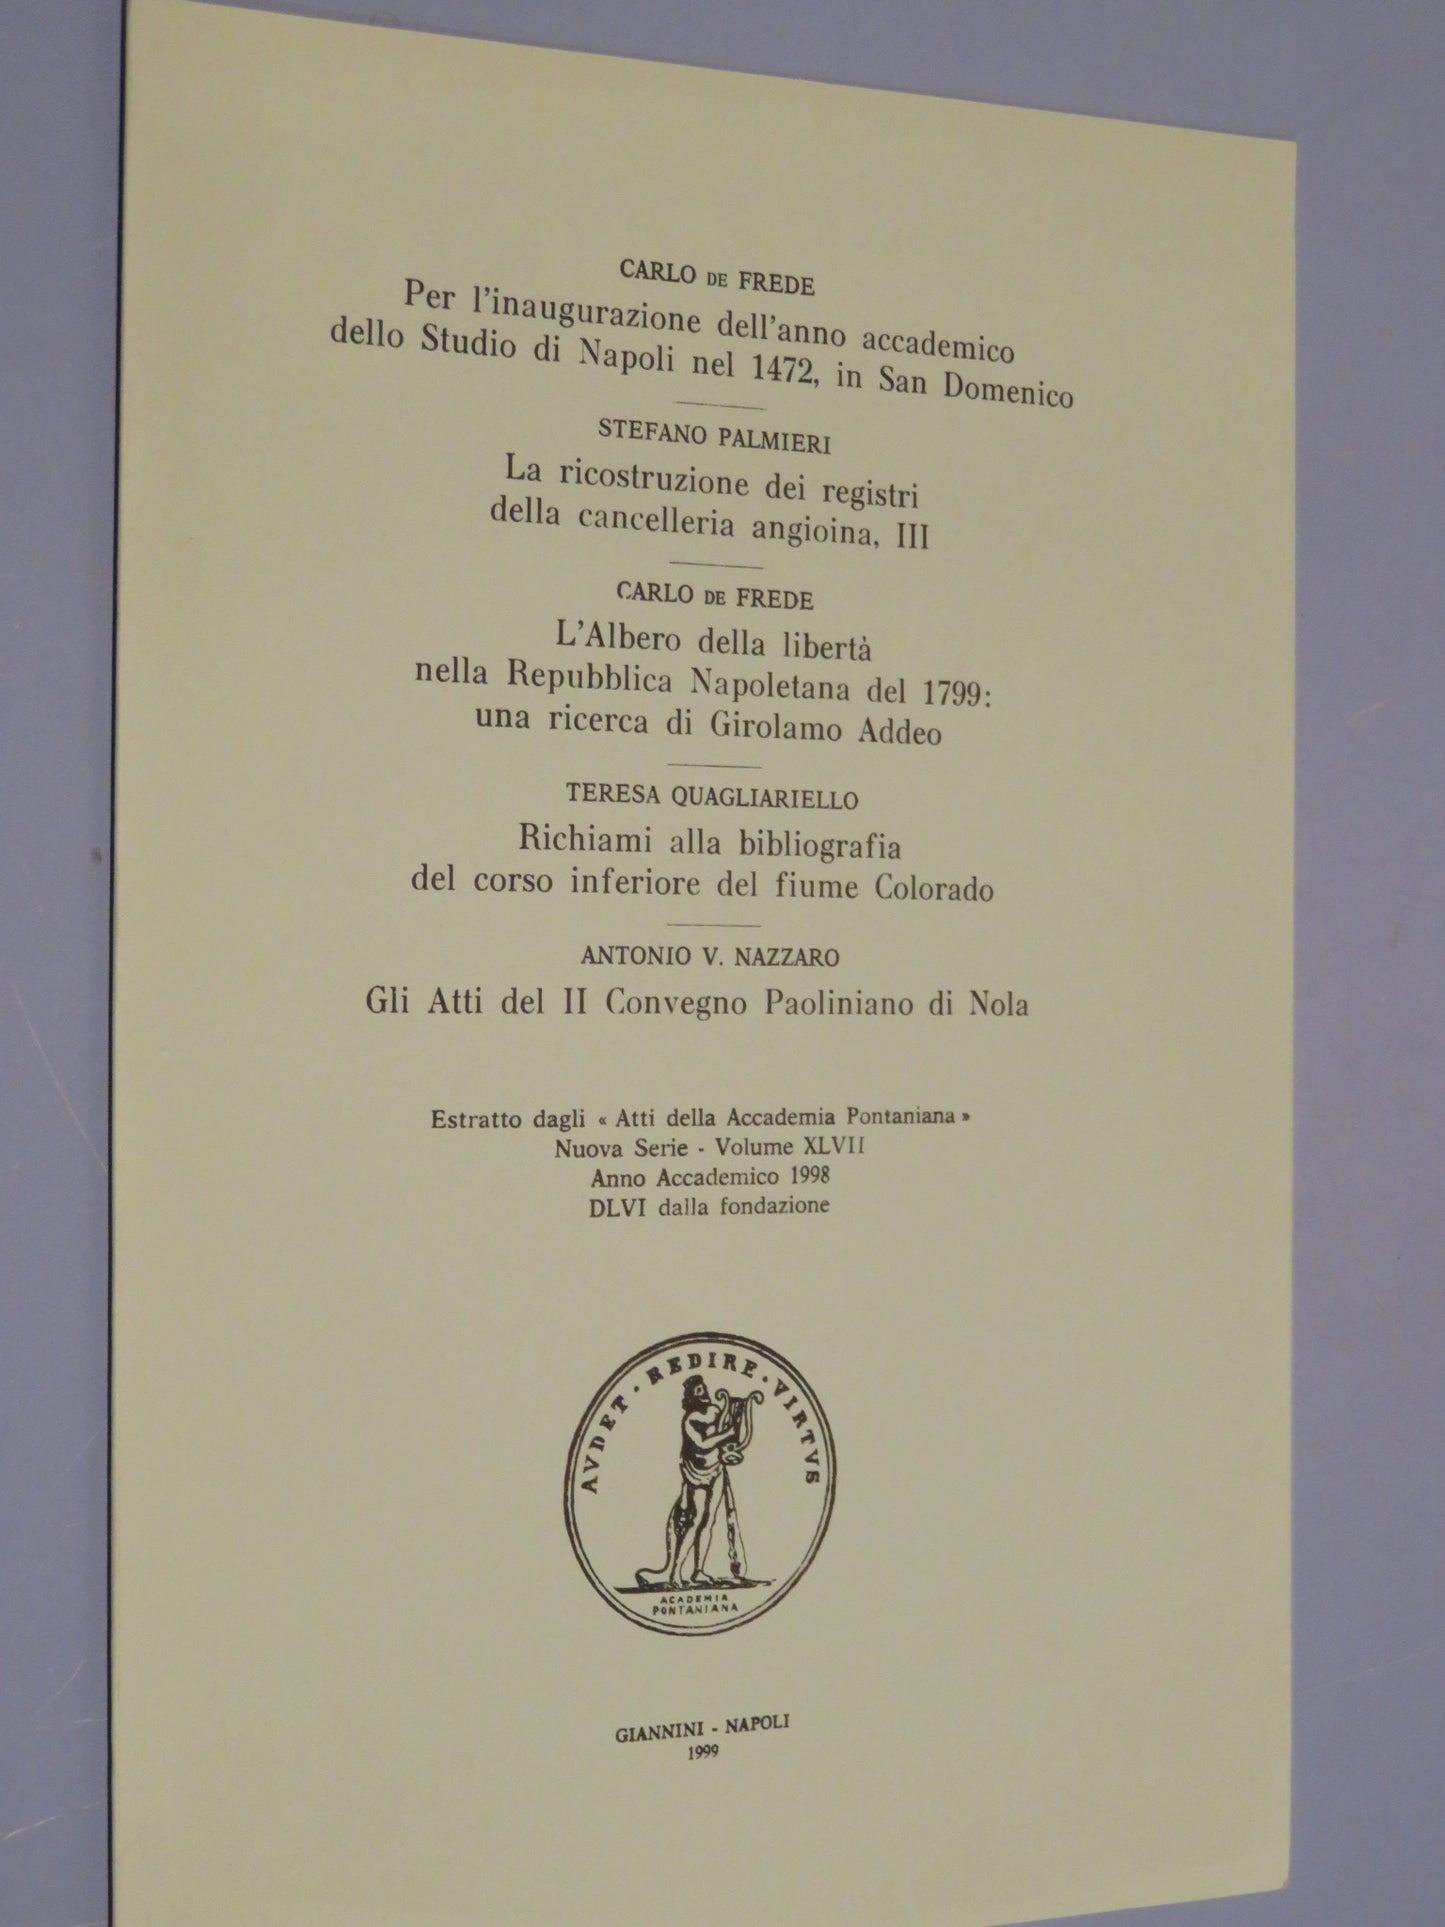 CARLO DE FREDE
Per l'inaugurazione dell'anno accademico
dello Studio di Napoli nel 1472, in San Domenico
STEFANO PALMIERI
La ricostruzione dei registri
della cancelleria angioina, III
CARLO DE FREDE
L'Albero della libertà
nella Repubblica Napoletana del 1799:
una ricerca di Girolamo Addeo
TERESA QUAGLIARIELLO
Richiami alla bibliografia
del corso inferiore del fiume Colorado
ANTONIO V. NAZZARO
Gli Atti del II Convegno Paoliniano di Nola
Estratto dagli « Atti della Accademia Pontaniana »
Nuova Serie - Volume XLVII
Anno Accademico 1998
DLVI dalla fondazione
AVDET · REDIRE · VIRTVS
ACADEMIA
PONTANIANA
GIANNINI - NAPOLI
1999